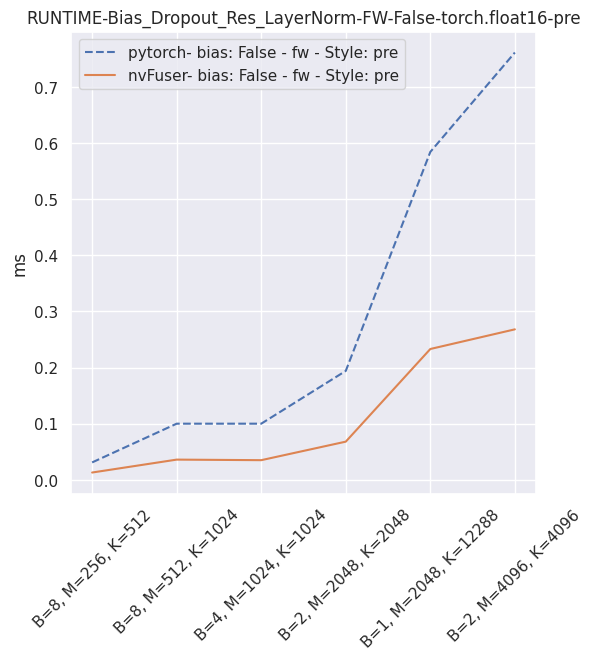 RUNTIME-Bias_Dropout_Res_LayerNorm-FW-False-torch.float16-pre
pytorch- bias: False - fw - Style: pre
nvFuser- bias: False - fw - Style: pre
0.7
0.6
0.5
0.4
0.3
0.2
0.1
0.0
ms
B=8, M=256, K=512
B=8, M=512, K=1024
B=4, M=1024, K=1024
B=2, M=2048, K=2048
B=1, M=2048, K=12288
B=2, M=4096, K=4096